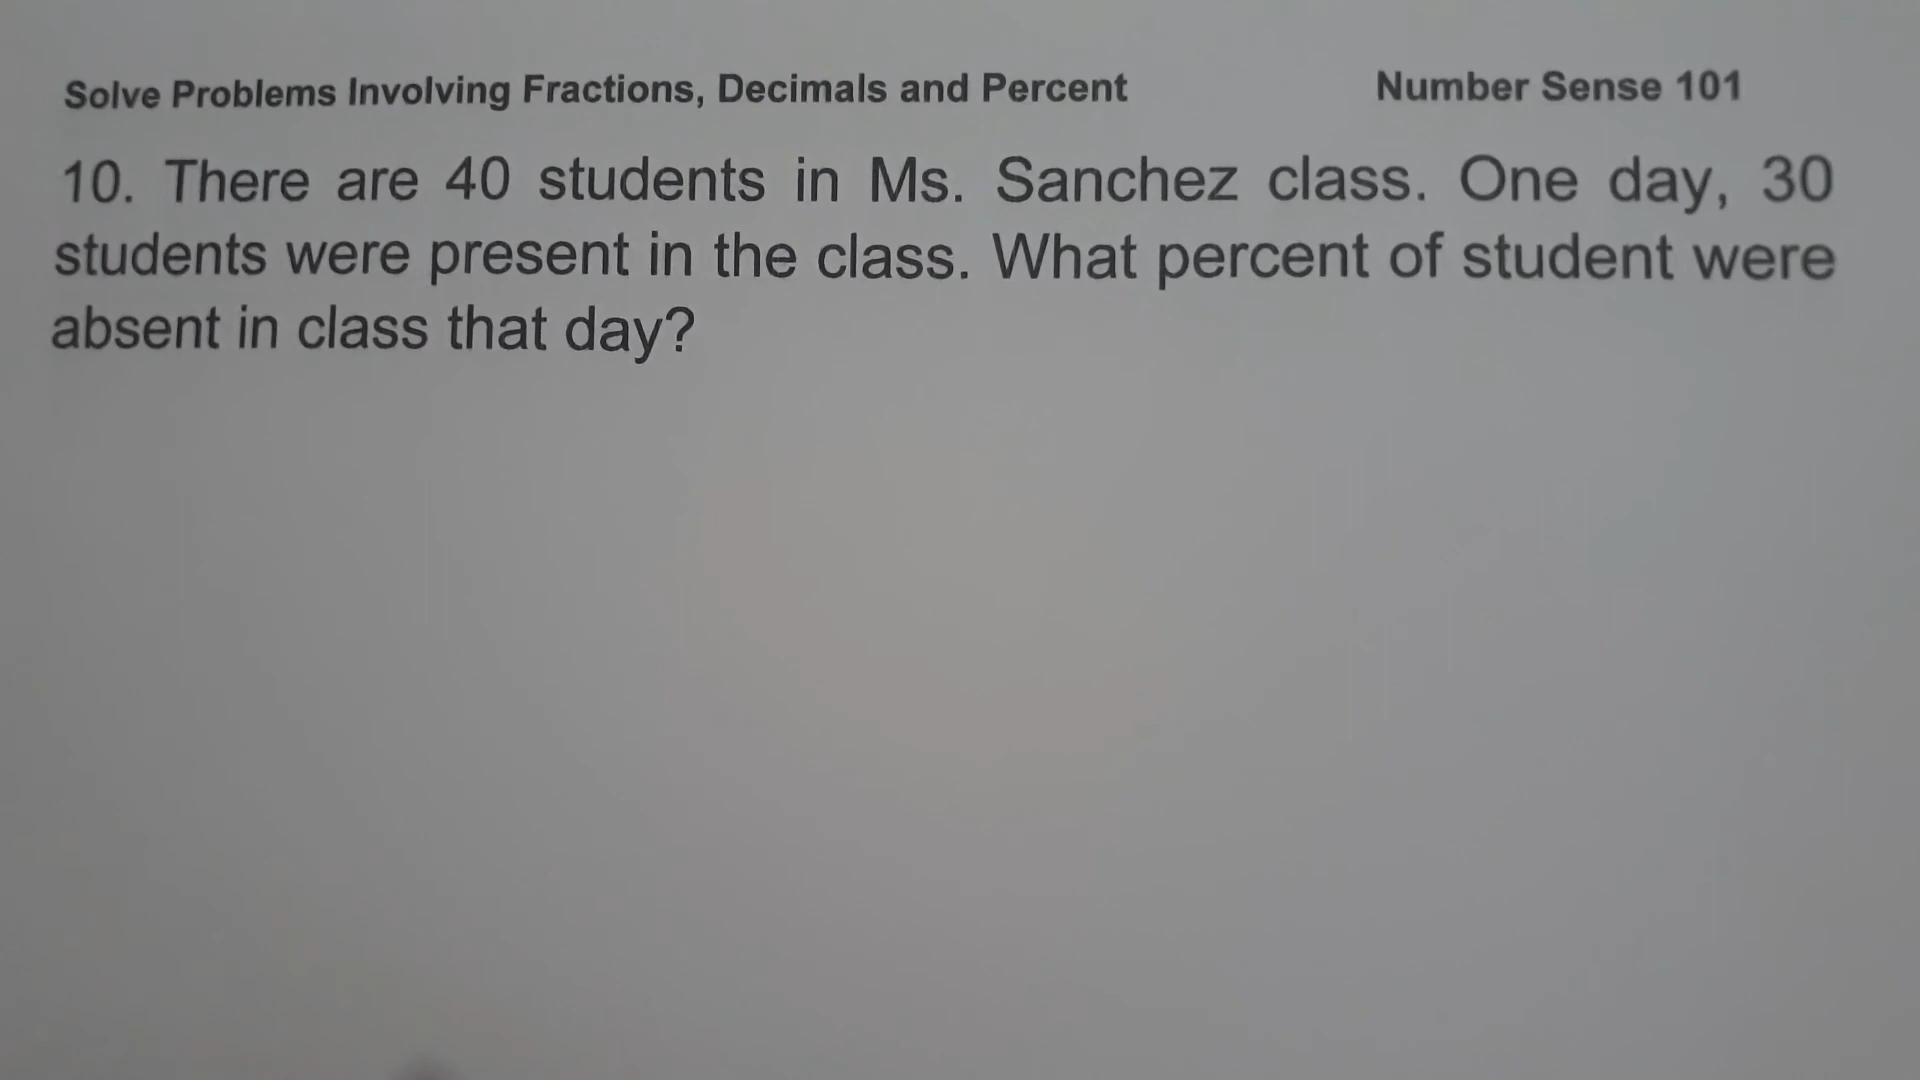 Solve Problems Involving Fractions, Decimals and Percent
Number Sense 101
10. There are 40 students in Ms. Sanchez class. One day, 30
students were present in the class. What percent of student were
absent in class that day?